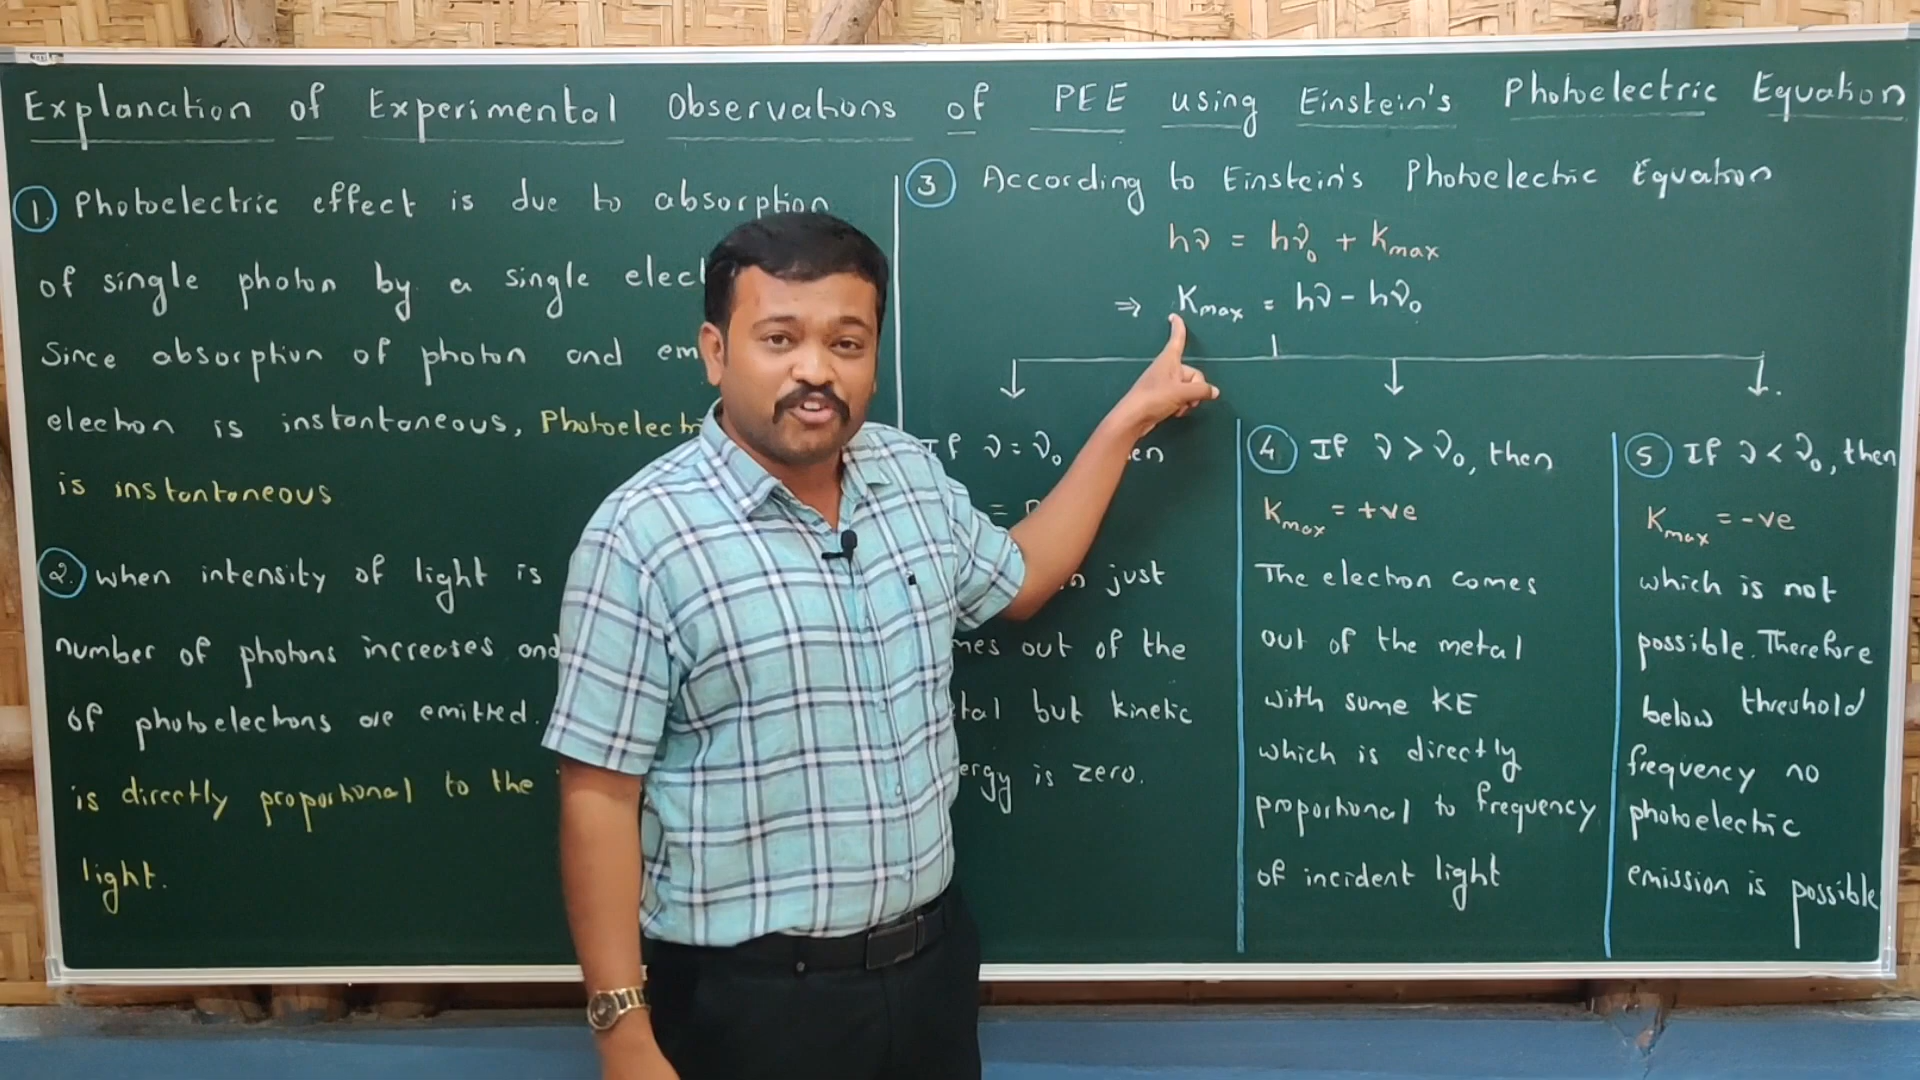 Explanation of Experimental Observations of PEE using Einstein's Photoelectric Equation
1. Photoelectric effect is due to absorption
of single photon by a single
Since absorption of photon and
electron is instantaneous,
is instantaneous
2. when intensity of light is
number of photons increases and
of photoelectrons are emitted.
is directly proportional to the
light.
3 According to Einstein's Photoelectric Equation
hν = hν₀ + Kmax
⇒ Kmax = hν - hν₀
If ν = ν₀
=
just
out of the
but kinetic
is zero.
4 If ν > ν₀, then
Kmax = +ve
The electron comes
out of the metal
with some KE
which is directly
proportional to frequency
of incident light
5 If ν < ν₀, then
Kmax = -ve
which is not
possible. Therefore
below threshold
frequency no
photoelectric
emission is possible